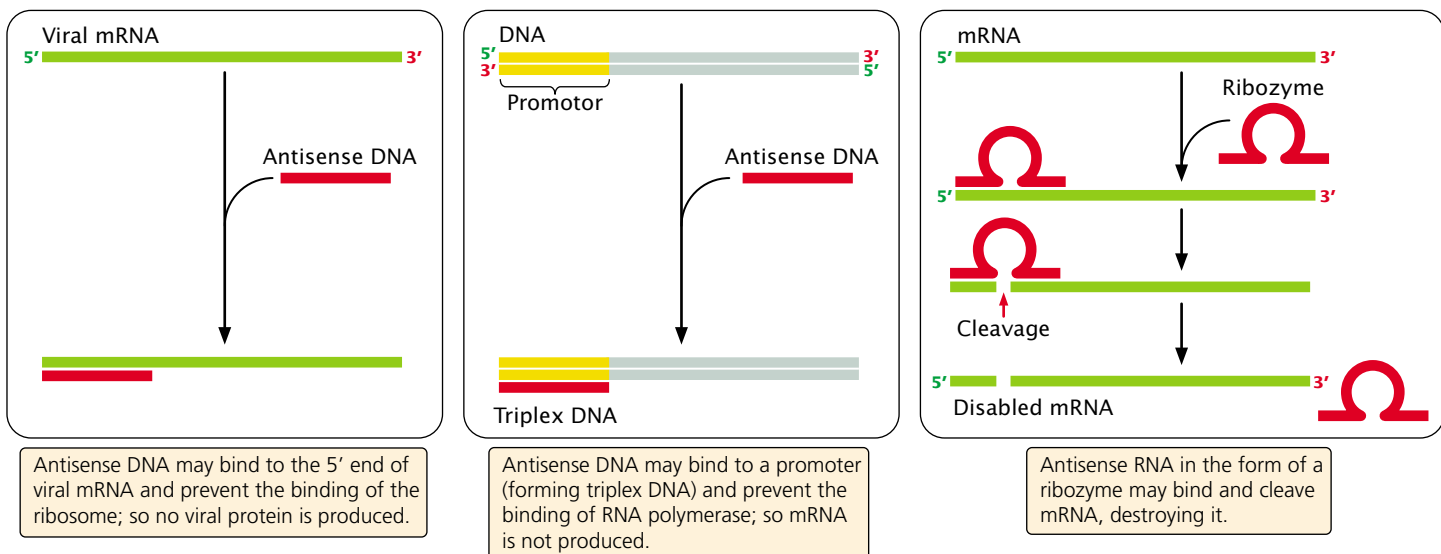 Viral mRNA
5’ 3’
Antisense DNA
Antisense DNA may bind to the 5’ end of
viral mRNA and prevent the binding of the
ribosome; so no viral protein is produced.
DNA
5’ 3’
3’ 5’
Promotor
Antisense DNA
Triplex DNA
Antisense DNA may bind to a promoter
(forming triplex DNA) and prevent the
binding of RNA polymerase; so mRNA
is not produced.
mRNA
5’ 3’
Ribozyme
5’ 3’
Cleavage
5’ 3’
Disabled mRNA
Antisense RNA in the form of a
ribozyme may bind and cleave
mRNA, destroying it.